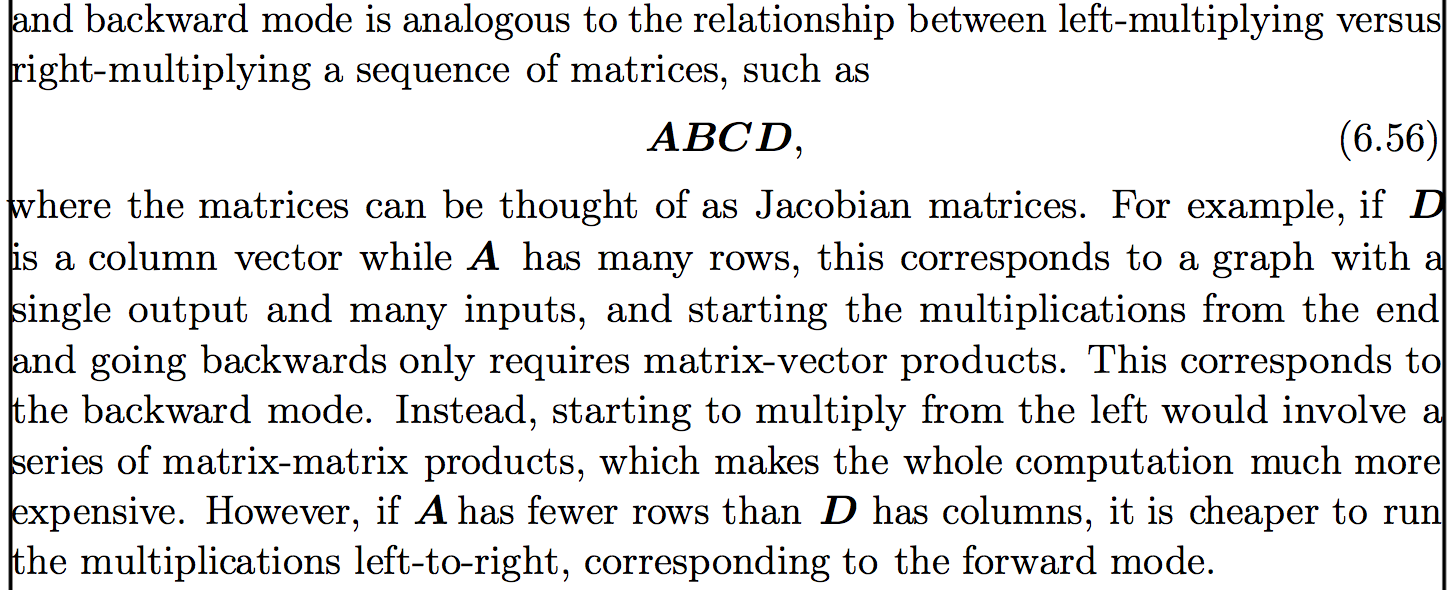 and backward mode is analogous to the relationship between left-multiplying versus
right-multiplying a sequence of matrices, such as
ABCD, (6.56)
where the matrices can be thought of as Jacobian matrices. For example, if D
is a column vector while A has many rows, this corresponds to a graph with a
single output and many inputs, and starting the multiplications from the end
and going backwards only requires matrix-vector products. This corresponds to
the backward mode. Instead, starting to multiply from the left would involve a
series of matrix-matrix products, which makes the whole computation much more
expensive. However, if A has fewer rows than D has columns, it is cheaper to run
the multiplications left-to-right, corresponding to the forward mode.